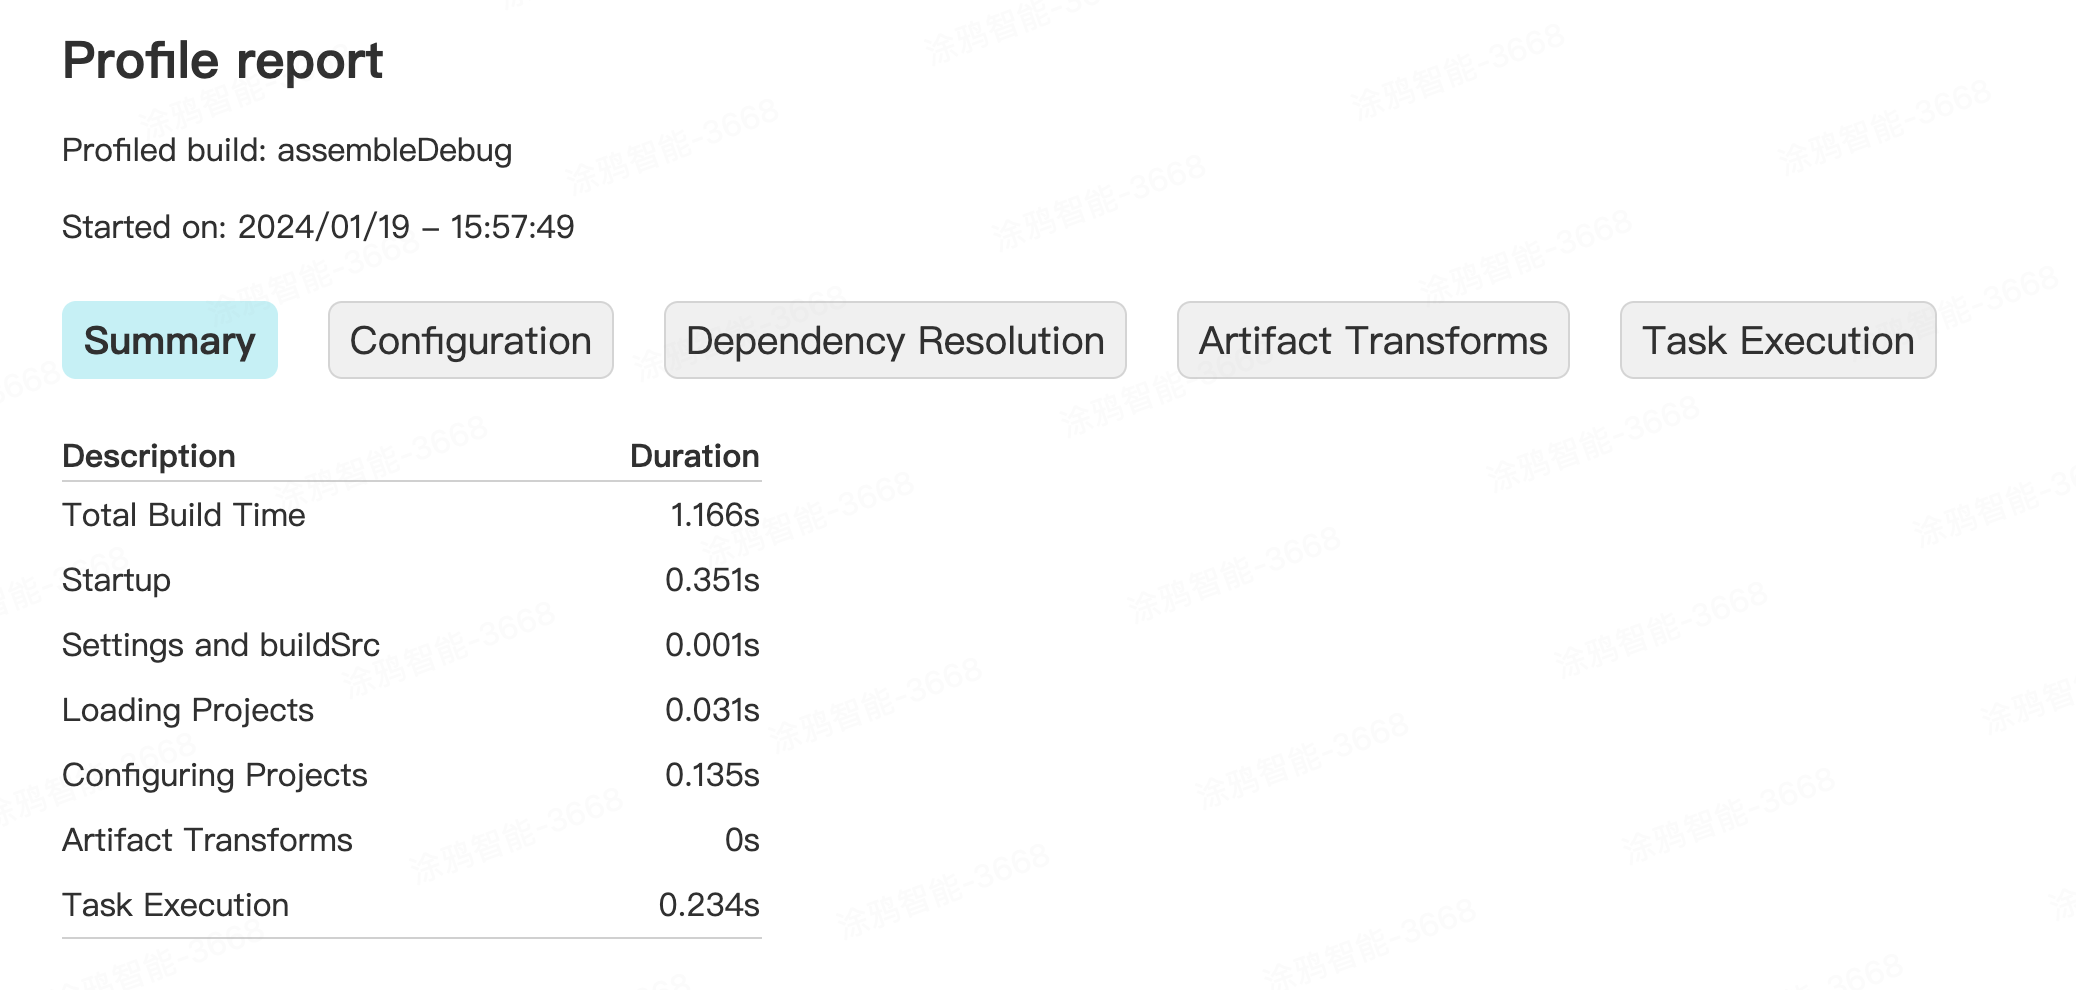 Profile report
Profiled build: assembleDebug
Started on: 2024/01/19 – 15:57:49
Summary Configuration Dependency Resolution Artifact Transforms Task Execution
Description Duration
Total Build Time 1.166s
Startup 0.351s
Settings and buildSrc 0.001s
Loading Projects 0.031s
Configuring Projects 0.135s
Artifact Transforms 0s
Task Execution 0.234s
涂鸦智能-3668